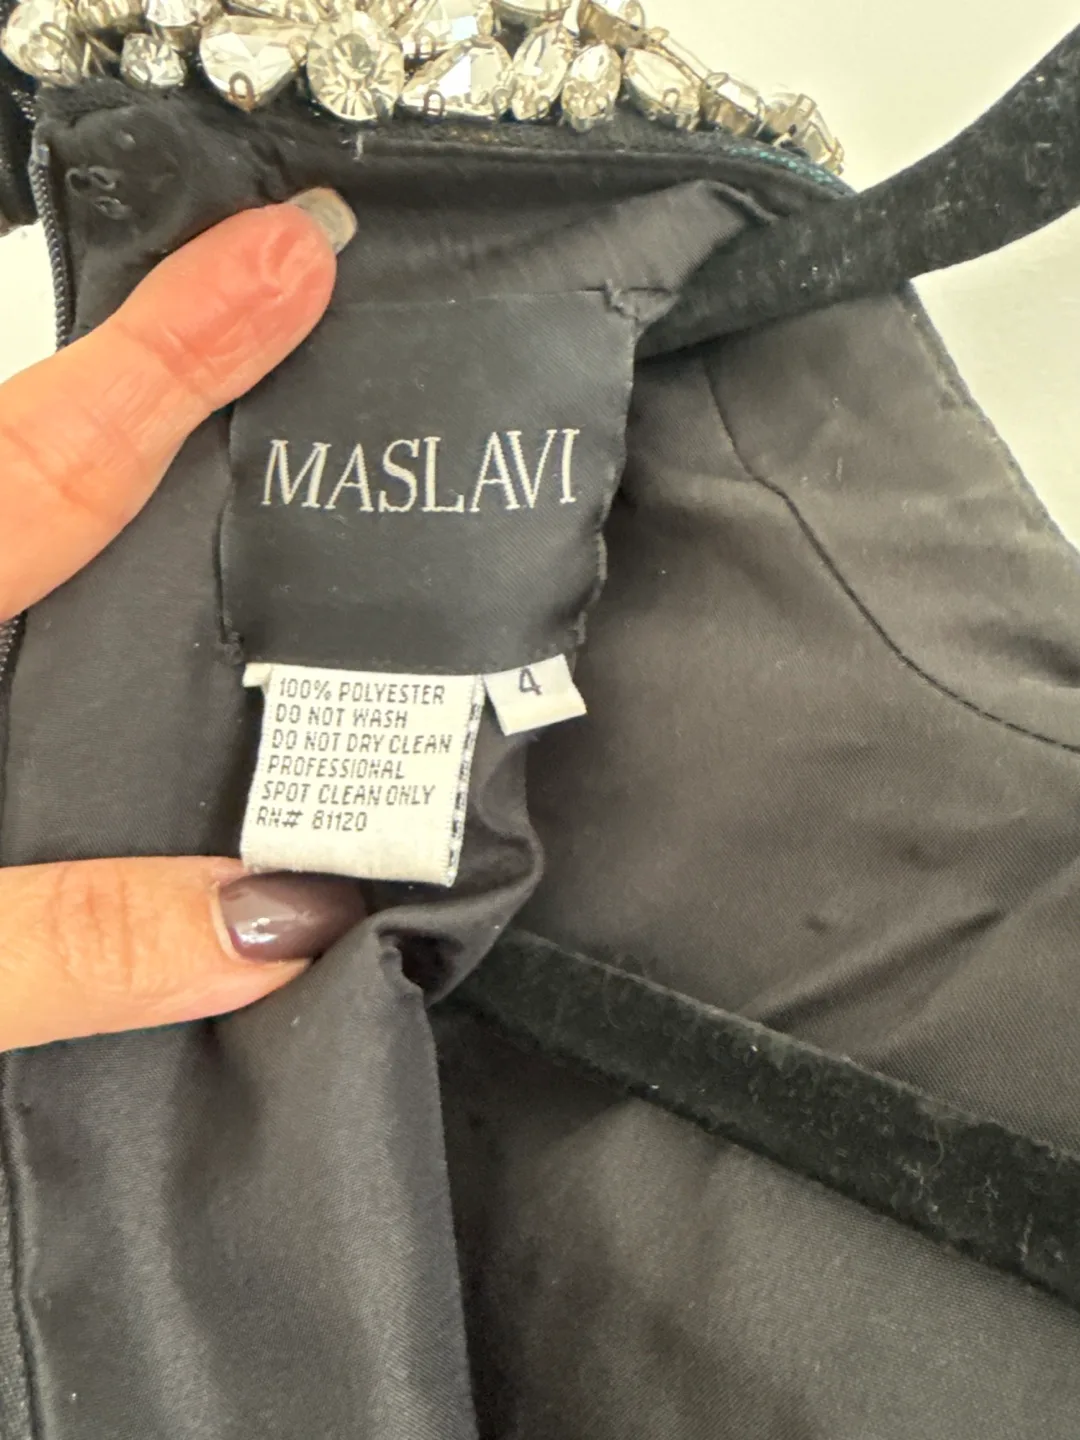 MASLAVI
4
100% POLYESTER
DO NOT WASH
DO NOT DRY CLEAN
PROFESSIONAL
SPOT CLEAN ONLY
RN# 81120